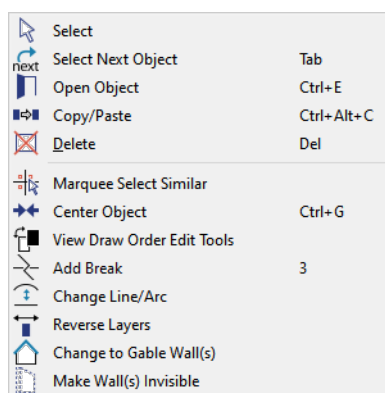 Select
next Select Next Object Tab
Open Object Ctrl+E
Copy/Paste Ctrl+Alt+C
Delete Del
Marquee Select Similar
Center Object Ctrl+G
View Draw Order Edit Tools
Add Break 3
Change Line/Arc
Reverse Layers
Change to Gable Wall(s)
Make Wall(s) Invisible